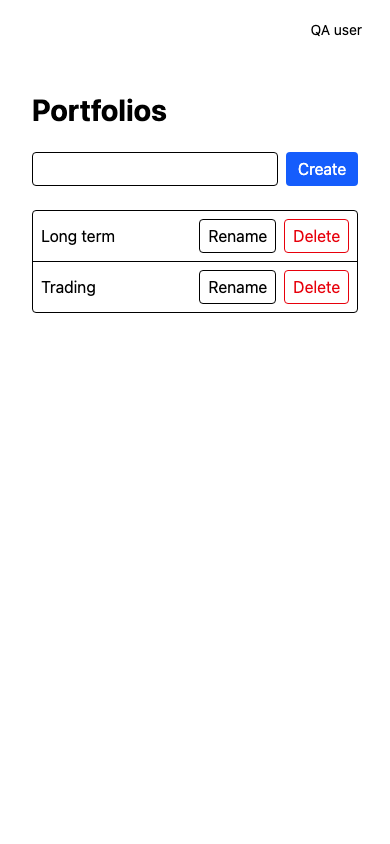 QA user
Portfolios
Create
Long term Rename Delete
Trading Rename Delete